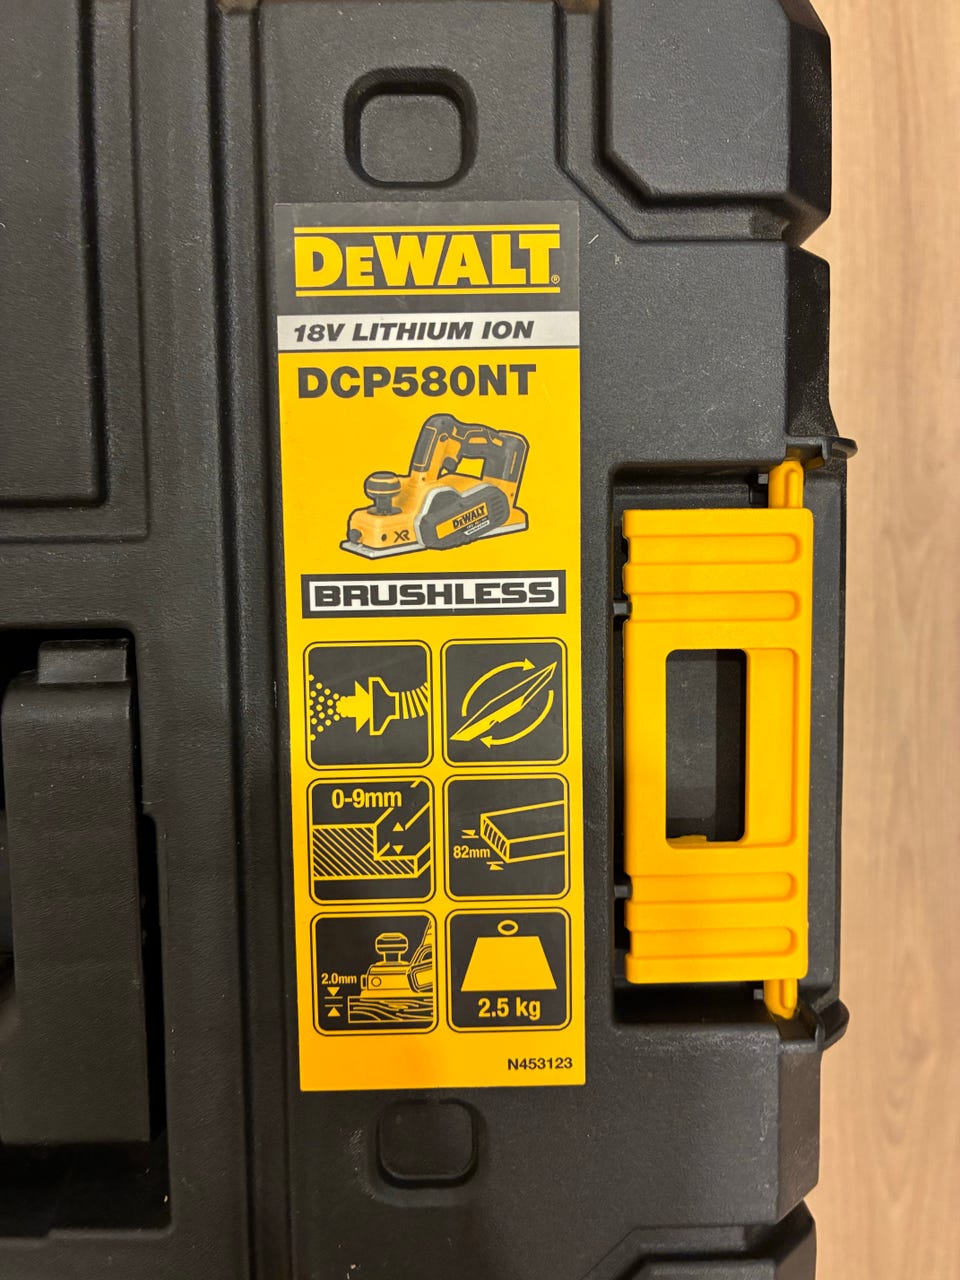 DEWALT®
18V LITHIUM ION
DCP580NT
DEWALT
XR
BRUSHLESS
0-9mm
82mm
2.0mm
2.5 kg
N453123